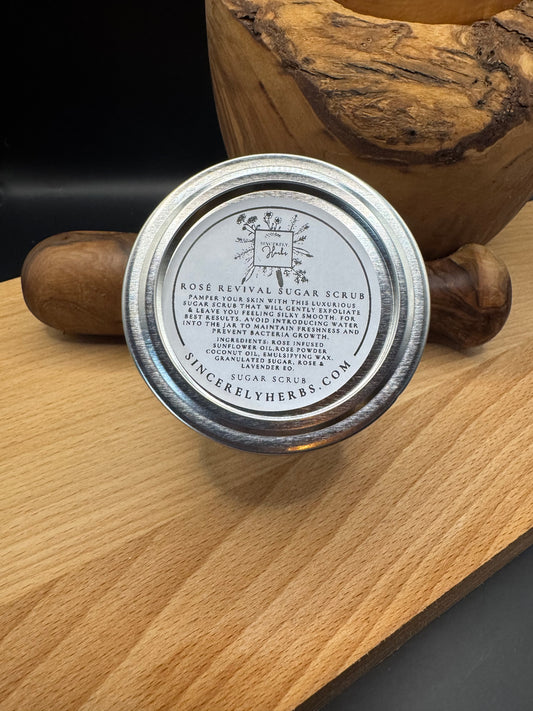 SINCERELY
Herbs
ROSÉ REVIVAL SUGAR SCRUB
PAMPER YOUR SKIN WITH THIS LUXURIOUS
SUGAR SCRUB THAT WILL GENTLY EXFOLIATE
& LEAVE YOU FEELING SILKY SMOOTH. FOR
BEST RESULTS, AVOID INTRODUCING WATER
INTO THE JAR TO MAINTAIN FRESHNESS AND
PREVENT BACTERIA GROWTH.
INGREDIENTS: ROSE INFUSED
SUNFLOWER OIL,ROSE POWDER
COCONUT OIL, EMULSIFYING WAX,
GRANULATED SUGAR, ROSE &
LAVENDER EO.
SUGAR SCRUB
SINCERELYHERBS.COM